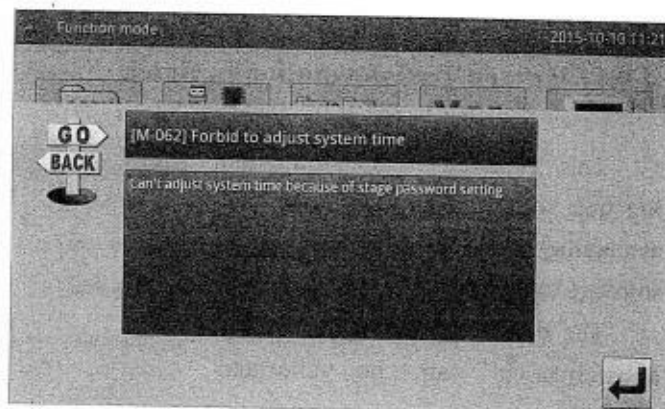 Function mode
2015-10-10 11:21
GO
BACK
[M-062] Forbid to adjust system time
Can't adjust system time because of stage password setting